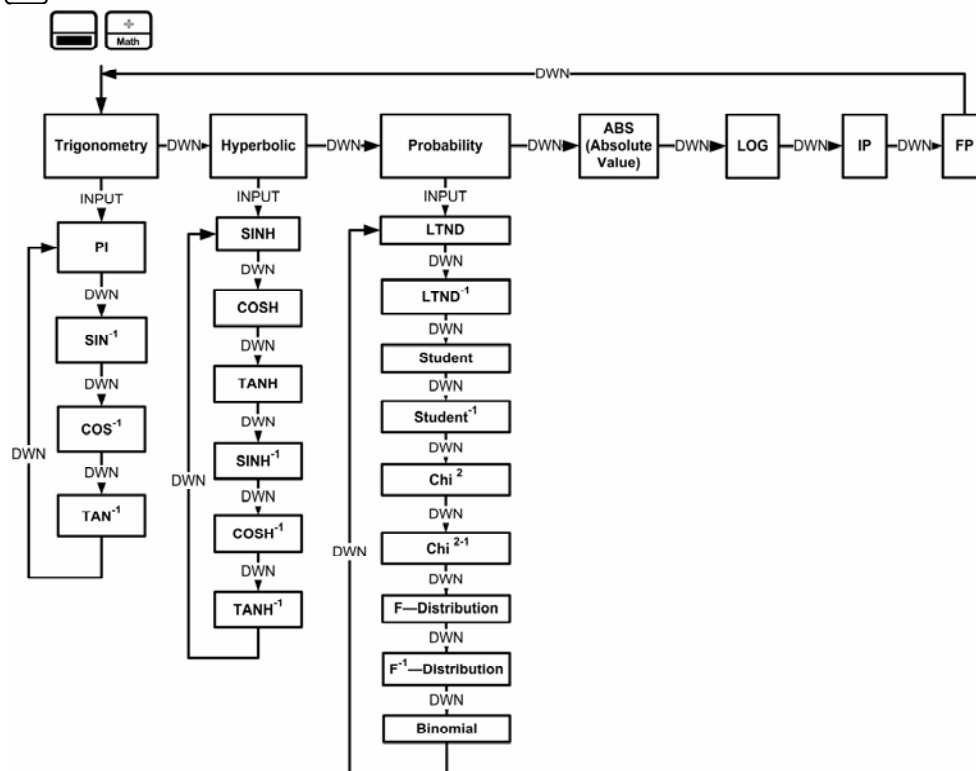 ÷
Math
DWN
Trigonometry DWN Hyperbolic DWN Probability DWN ABS (Absolute Value) DWN LOG DWN IP DWN FP
INPUT
PI
DWN
SIN⁻¹
DWN
COS⁻¹
DWN
TAN⁻¹
DWN
INPUT
SINH
DWN
COSH
DWN
TANH
DWN
SINH⁻¹
DWN
COSH⁻¹
DWN
TANH⁻¹
DWN
INPUT
LTND
DWN
LTND⁻¹
DWN
Student
DWN
Student⁻¹
DWN
Chi ²
DWN
Chi ²⁻¹
DWN
F—Distribution
DWN
F⁻¹—Distribution
DWN
Binomial
DWN